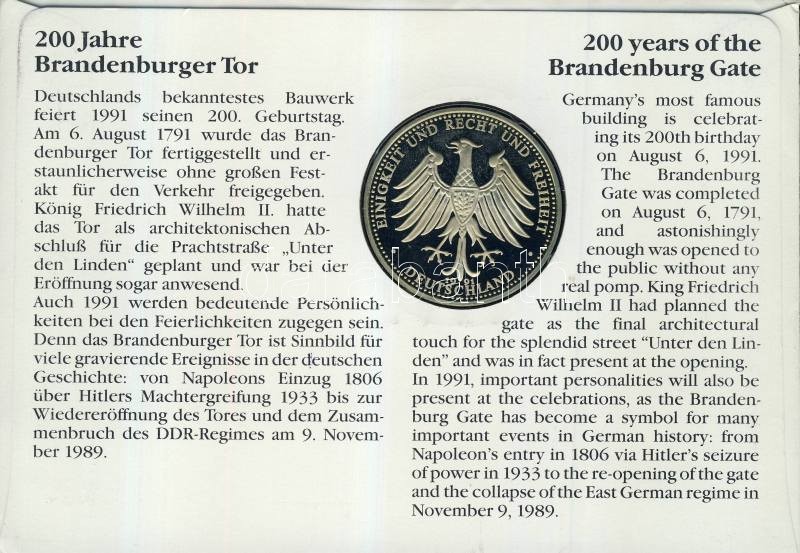 200 Jahre
Brandenburger Tor
Deutschlands bekanntestes Bauwerk
feiert 1991 seinen 200. Geburtstag.
Am 6. August 1791 wurde das Bran-
denburger Tor fertiggestellt und er-
staunlicherweise ohne großen Fest-
akt für den Verkehr freigegeben.
König Friedrich Wilhelm II. hatte
das Tor als architektonischen Ab-
schluß für die Prachtstraße „Unter
den Linden" geplant und war bei der
Eröffnung sogar anwesend.
Auch 1991 werden bedeutende Persönlich-
keiten bei den Feierlichkeiten zugegen sein.
Denn das Brandenburger Tor ist Sinnbild für
viele gravierende Ereignisse in der deutschen
Geschichte: von Napoleons Einzug 1806
über Hitlers Machtergreifung 1933 bis zur
Wiedereröffnung des Tores und dem Zusam-
menbruch des DDR-Regimes am 9. Novem-
ber 1989.
EINIGKEIT UND RECHT UND FREIHEIT
DEUTSCHLAND
200 years of the
Brandenburg Gate
Germany's most famous
building is celebrat-
ing its 200th birthday
on August 6, 1991.
The Brandenburg
Gate was completed
on August 6, 1791,
and astonishingly
enough was opened to
the public without any
real pomp. King Friedrich
Wilhelm II had planned the
gate as the final architectural
touch for the splendid street "Unter den Lin-
den" and was in fact present at the opening.
In 1991, important personalities will also be
present at the celebrations, as the Branden-
burg Gate has become a symbol for many
important events in German history: from
Napoleon's entry in 1806 via Hitler's seizure
of power in 1933 to the re-opening of the gate
and the collapse of the East German regime in
November 9, 1989.